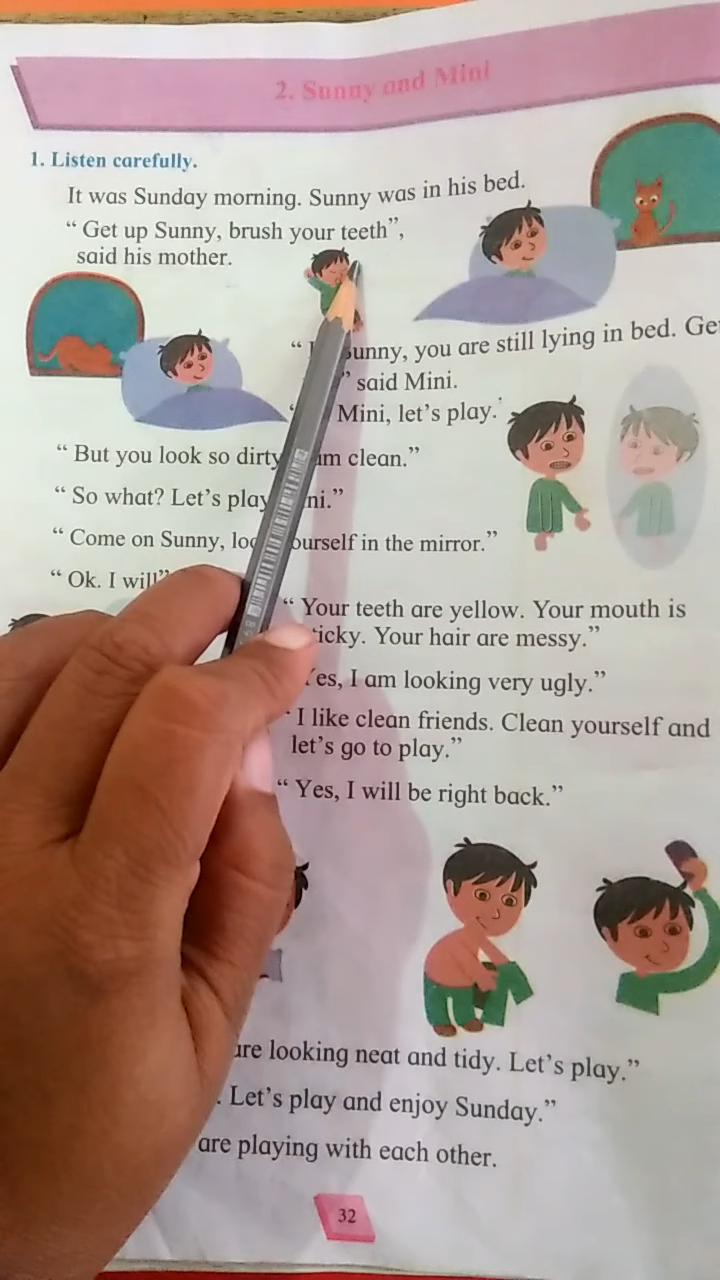 2. Sunny and Mini
1. Listen carefully.
It was Sunday morning. Sunny was in his bed.
“ Get up Sunny, brush your teeth”,
said his mother.
“ Sunny, you are still lying in bed.
” said Mini.
Mini, let’s play.’
“ But you look so dirty clean.”
“ So what? Let’s play
“ Come on Sunny, yourself in the mirror.”
“ Ok. I will”
“ Your teeth are yellow. Your mouth is
Your hair are messy.”
Yes, I am looking very ugly.”
I like clean friends. Clean yourself and
let’s go to play.”
“ Yes, I will be right back.”
are looking neat and tidy. Let’s play.”
. Let’s play and enjoy Sunday.”
are playing with each other.
32